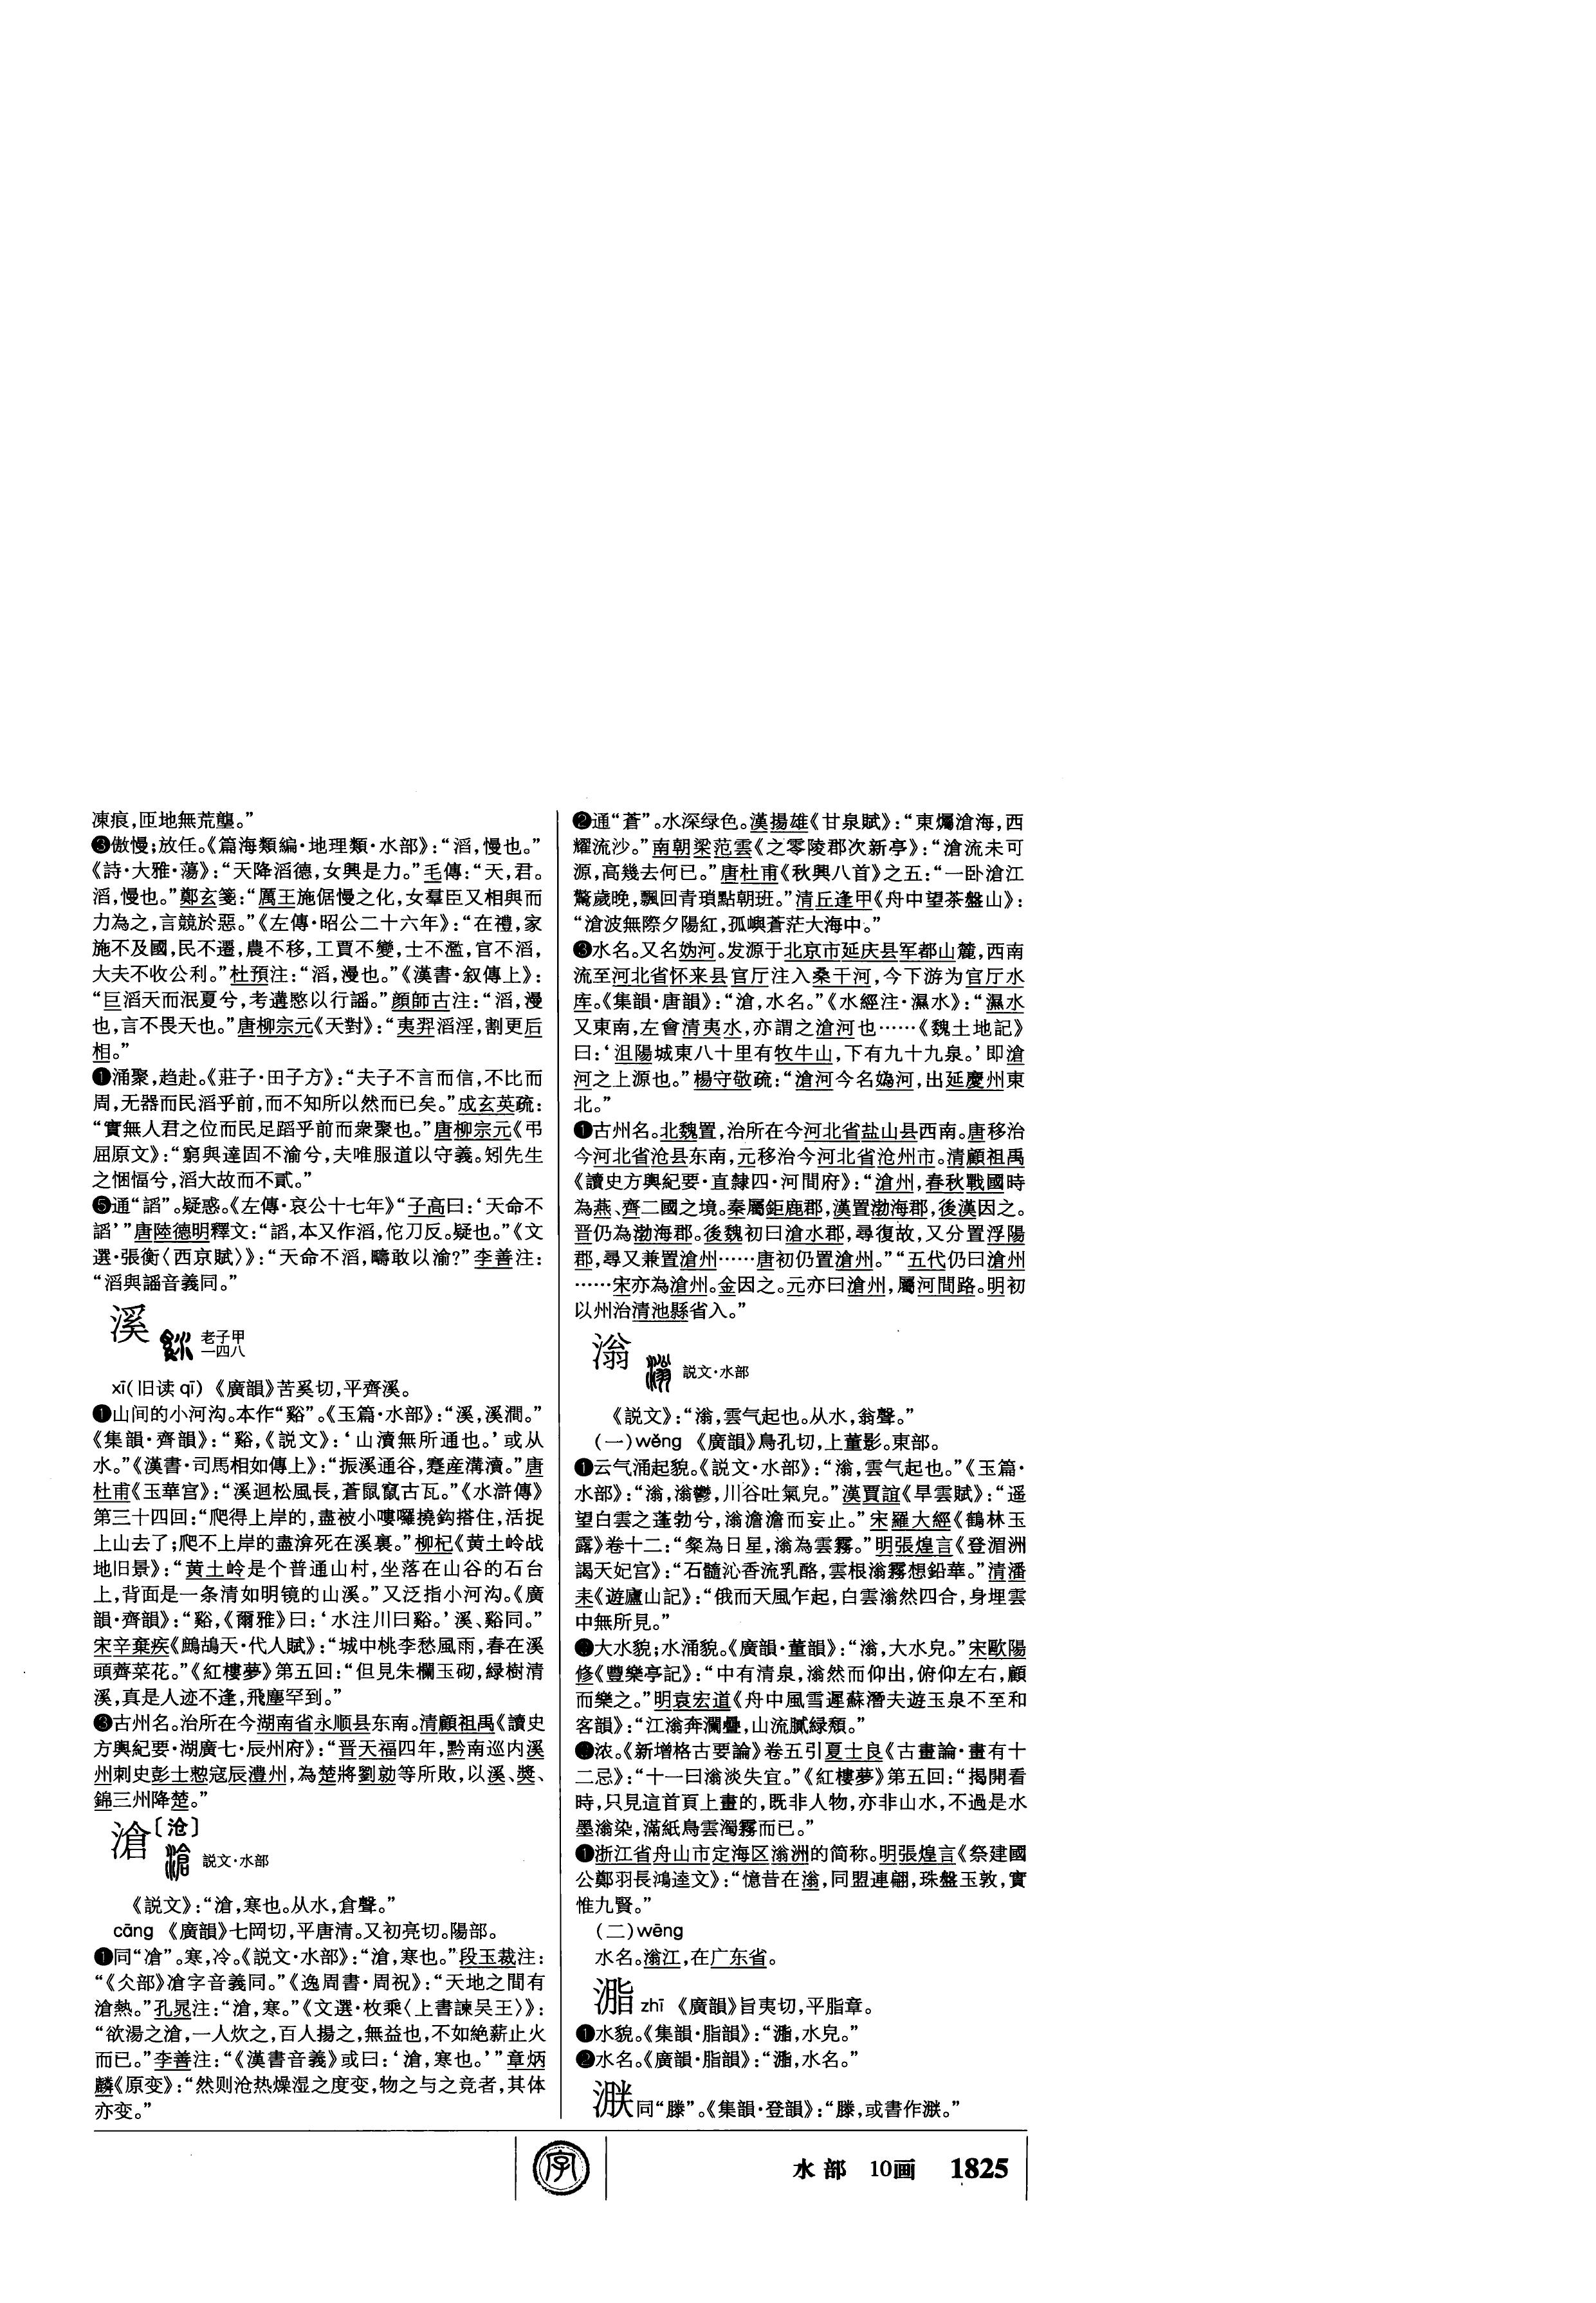 凍痕，匝地無荒壟。”
❸傲慢；放任。《篇海類編·地理類·水部》：“滔，慢也。”
《詩·大雅·蕩》：“天降滔德，女興是力。”毛傳：“天，君。
滔，慢也。”鄭玄箋：“厲王施倨慢之化，女羣臣又相與而
力為之，言競於惡。”《左傳·昭公二十六年》：“在禮，家
施不及國，民不遷，農不移，工賈不變，士不濫，官不滔，
大夫不收公利。”杜預注：“滔，漫也。”《漢書·叙傳上》：
“巨滔天而泯夏兮，考遘愍以行謡。”顔師古注：“滔，漫
也，言不畏天也。”唐柳宗元《天對》：“夷羿滔淫，割更后
相。”
❶涌聚，趋赴。《莊子·田子方》：“夫子不言而信，不比而
周，无器而民滔乎前，而不知所以然而已矣。”成玄英疏：
“實無人君之位而民足蹈乎前而衆聚也。”唐柳宗元《弔
屈原文》：“窮與達固不渝兮，夫唯服道以守義。矧先生
之悃愊兮，滔大故而不貳。”
❺通“謟”。疑惑。《左傳·哀公十七年》“子高曰：‘天命不
謟’”唐陸德明釋文：“謟，本又作滔，佗刀反。疑也。”《文
選·張衡〈西京賦〉》：“天命不滔，疇敢以渝？”李善注：
“滔與謟音義同。”
溪 老子甲一四八
xī（旧读qī）《廣韻》苦奚切，平齊溪。
❶山间的小河沟。本作“谿”。《玉篇·水部》：“溪，溪澗。”
《集韻·齊韻》：“谿，《説文》：‘山瀆無所通也。’或从
水。”《漢書·司馬相如傳上》：“振溪通谷，蹇産溝瀆。”唐
杜甫《玉華宫》：“溪迴松風長，蒼鼠竄古瓦。”《水滸傳》
第三十四回：“爬得上岸的，盡被小嘍囉撓鈎搭住，活捉
上山去了；爬不上岸的盡渰死在溪裏。”柳杞《黄土岭战
地旧景》：“黄土岭是个普通山村，坐落在山谷的石台
上，背面是一条清如明镜的山溪。”又泛指小河沟。《廣
韻·齊韻》：“谿，《爾雅》曰：‘水注川曰谿。’溪、谿同。”
宋辛棄疾《鷓鴣天·代人賦》：“城中桃李愁風雨，春在溪
頭薺菜花。”《紅樓夢》第五回：“但見朱欄玉砌，緑樹清
溪，真是人迹不逢，飛塵罕到。”
❸古州名。治所在今湖南省永顺县东南。清顧祖禹《讀史
方輿紀要·湖廣七·辰州府》：“晋天福四年，黔南巡内溪
州刺史彭士愁寇辰澧州，為楚將劉勍等所敗，以溪、奬、
錦三州降楚。”
滄〔沧〕 説文·水部
《説文》：“滄，寒也。从水，倉聲。”
cāng 《廣韻》七岡切，平唐清。又初亮切。陽部。
❶同“凔”。寒，冷。《説文·水部》：“滄，寒也。”段玉裁注：
“《仌部》凔字音義同。”《逸周書·周祝》：“天地之間有
滄熱。”孔晁注：“滄，寒。”《文選·枚乘〈上書諫吴王〉》：
“欲湯之滄，一人炊之，百人揚之，無益也，不如絶薪止火
而已。”李善注：“《漢書音義》或曰：‘滄，寒也。’”章炳
麟《原变》：“然则沧热燥湿之度变，物之与之竞者，其体
亦变。”
❷通“蒼”。水深绿色。漢揚雄《甘泉賦》：“東爥滄海，西
耀流沙。”南朝梁范雲《之零陵郡次新亭》：“滄流未可
源，高幾去何已。”唐杜甫《秋興八首》之五：“一卧滄江
驚歲晚，飄回青瑣點朝班。”清丘逢甲《舟中望茶盤山》：
“滄波無際夕陽紅，孤嶼蒼茫大海中。”
❸水名。又名妫河。发源于北京市延庆县军都山麓，西南
流至河北省怀来县官厅注入桑干河，今下游为官厅水
库。《集韻·唐韻》：“滄，水名。”《水經注·㶟水》：“㶟水
又東南，左會清夷水，亦謂之滄河也……《魏土地記》
曰：‘沮陽城東八十里有牧牛山，下有九十九泉。’即滄
河之上源也。”楊守敬疏：“滄河今名媯河，出延慶州東
北。”
❶古州名。北魏置，治所在今河北省盐山县西南。唐移治
今河北省沧县东南，元移治今河北省沧州市。清顧祖禹
《讀史方輿紀要·直隸四·河間府》：“滄州，春秋戰國時
為燕、齊二國之境。秦屬鉅鹿郡，漢置渤海郡，後漢因之。
晋仍為渤海郡。後魏初曰滄水郡，尋復故，又分置浮陽
郡，尋又兼置滄州……唐初仍置滄州。”“五代仍曰滄州
……宋亦為滄州。金因之。元亦曰滄州，屬河間路。明初
以州治清池縣省入。”
滃 説文·水部
《説文》：“滃，雲气起也。从水，翁聲。”
（一）wěng 《廣韻》烏孔切，上董影。東部。
❶云气涌起貌。《説文·水部》：“滃，雲气起也。”《玉篇·
水部》：“滃，滃鬱，川谷吐氣皃。”漢賈誼《旱雲賦》：“遥
望白雲之蓬勃兮，滃澹澹而妄止。”宋羅大經《鶴林玉
露》卷十二：“粲為日星，滃為雲霧。”明張煌言《登湄洲
謁天妃宫》：“石髓沁香流乳酪，雲根滃霧想鉛華。”清潘
耒《遊廬山記》：“俄而天風乍起，白雲滃然四合，身埋雲
中無所見。”
大水貌；水涌貌。《廣韻·董韻》：“滃，大水皃。”宋歐陽
修《豐樂亭記》：“中有清泉，滃然而仰出，俯仰左右，顧
而樂之。”明袁宏道《舟中風雪遲蘇潛夫遊玉泉不至和
客韻》：“江滃奔瀾疊，山流膩緑頽。”
浓。《新增格古要論》卷五引夏士良《古畫論·畫有十
二忌》：“十一曰滃淡失宜。”《紅樓夢》第五回：“揭開看
時，只見這首頁上畫的，既非人物，亦非山水，不過是水
墨滃染，滿紙烏雲濁霧而已。”
❶浙江省舟山市定海区滃洲的简称。明張煌言《祭建國
公鄭羽長鴻逵文》：“憶昔在滃，同盟連翩，珠盤玉敦，實
惟九賢。”
（二）wēng
水名。滃江，在广东省。
㴯 zhī 《廣韻》旨夷切，平脂章。
❶水貌。《集韻·脂韻》：“㴯，水皃。”
❷水名。《廣韻·脂韻》：“㴯，水名。”
同“滕”。《集韻·登韻》：“滕，或書作。”
字
水部 10画 1825